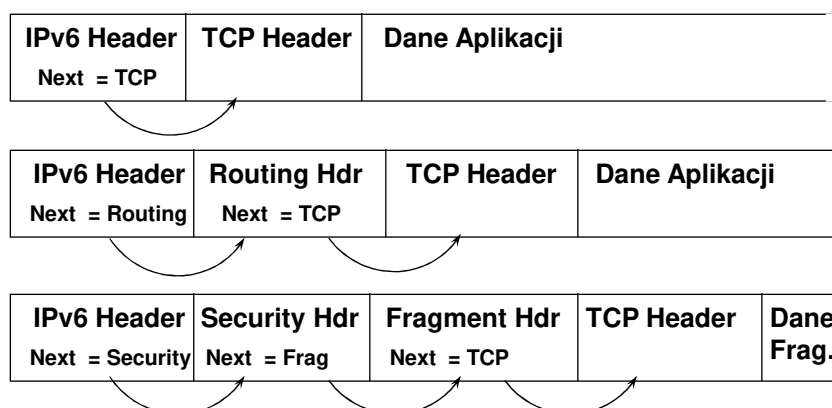 IPv6 Header TCP Header Dane Aplikacji
Next = TCP
IPv6 Header Routing Hdr TCP Header Dane Aplikacji
Next = Routing Next = TCP
IPv6 Header Security Hdr Fragment Hdr TCP Header Dane
Next = Security Next = Frag Next = TCP Frag.